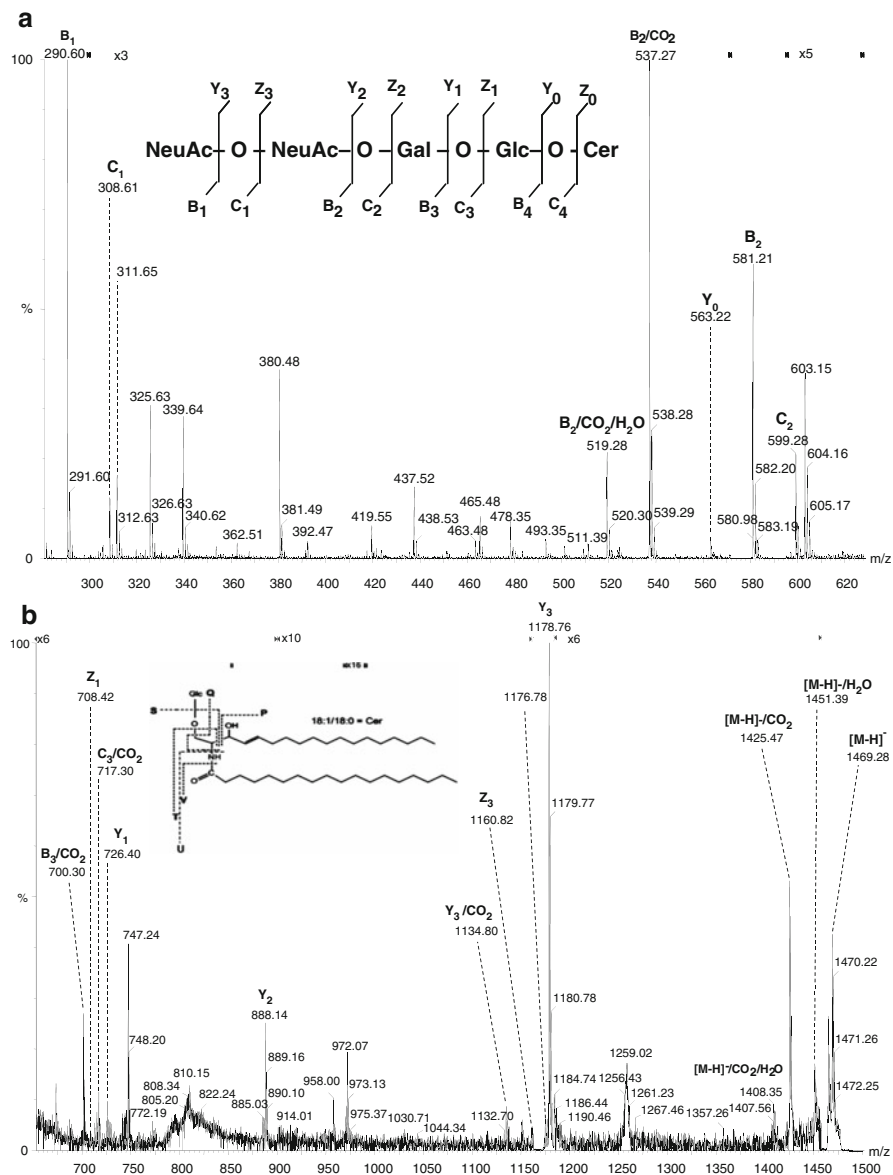 a
B1
290.60
x3
B2/CO2
537.27
x5
100
Y3 Z3 Y2 Z2 Y1 Z1 Y0 Z0
NeuAc O NeuAc O Gal O Glc O Cer
B1 C1 B2 C2 B3 C3 B4 C4
C1
308.61
311.65
B2
581.21
Y0
563.22
%
380.48
603.15
325.63
339.64
B2/CO2/H2O
519.28
538.28
C2
599.28
604.16
291.60
326.63
437.52
582.20
312.63
340.62
381.49
465.48
478.35
520.30
539.29
580.98
605.17
362.51
392.47
419.55
438.53
463.48
493.35
511.39
583.19
0
300 320 340 360 380 400 420 440 460 480 500 520 540 560 580 600 620
m/z
b
Y3
1178.76
100
x6
x10
x6
x16
Z1
708.42
Glc Q
S
P
O
OH
18:1/18:0 = Cer
NH
O
C
V
T
U
1176.78
[M-H]-/H2O
1451.39
[M-H]-/CO2
1425.47
[M-H]-
1469.28
C3/CO2
717.30
Z3
1160.82
1179.77
Y1
726.40
B3/CO2
700.30
%
Y3/CO2
1134.80
747.24
1470.22
Y2
888.14
1180.78
748.20
889.16
972.07
1259.02
[M-H]-/CO2/H2O
1471.26
810.15
808.34
805.20
772.19
822.24
885.03
890.10
914.01
958.00
973.13
975.37
1030.71
1044.34
1132.70
1184.74
1186.44
1190.46
1256.43
1261.23
1267.46
1357.26
1408.35
1407.56
1472.25
0
700 750 800 850 900 950 1000 1050 1100 1150 1200 1250 1300 1350 1400 1450 1500
m/z